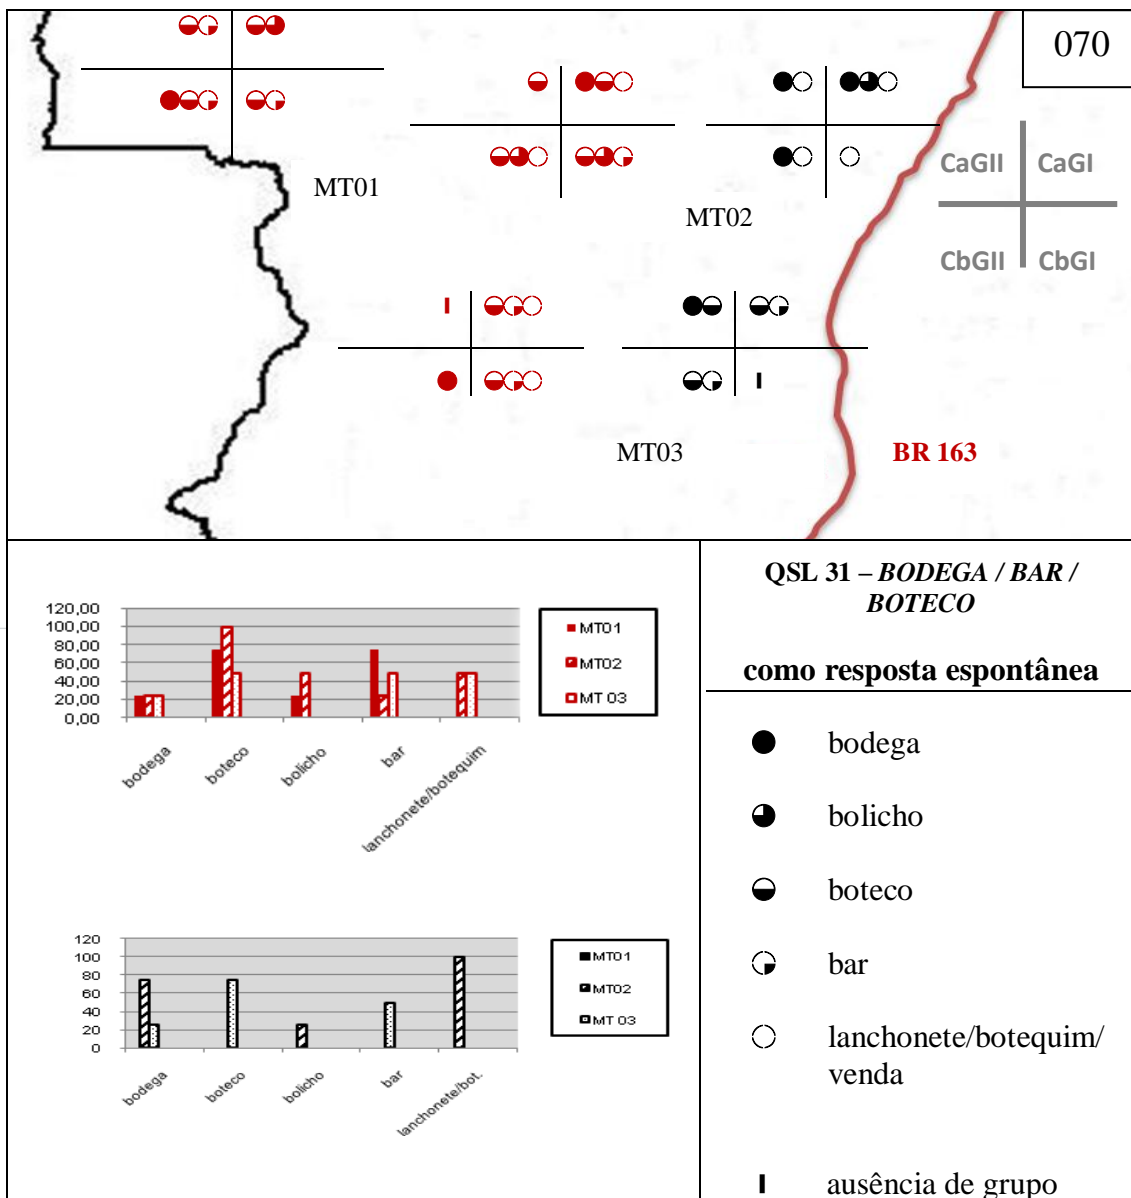 070
CaGII CaGI
CbGII CbGI
MT01
MT02
MT03
BR 163
120,00
100,00
80,00
60,00
40,00
20,00
0,00
bodega
boteco
bolicho
bar
lanchonete/botequim
MT01
MT02
MT 03
120
100
80
60
40
20
0
bodega
boteco
bolicho
bar
lanchonete/bot.
MT01
MT02
MT 03
QSL 31 – BODEGA / BAR /
BOTECO
como resposta espontânea
bodega
bolicho
boteco
bar
lanchonete/botequim/
venda
ausência de grupo